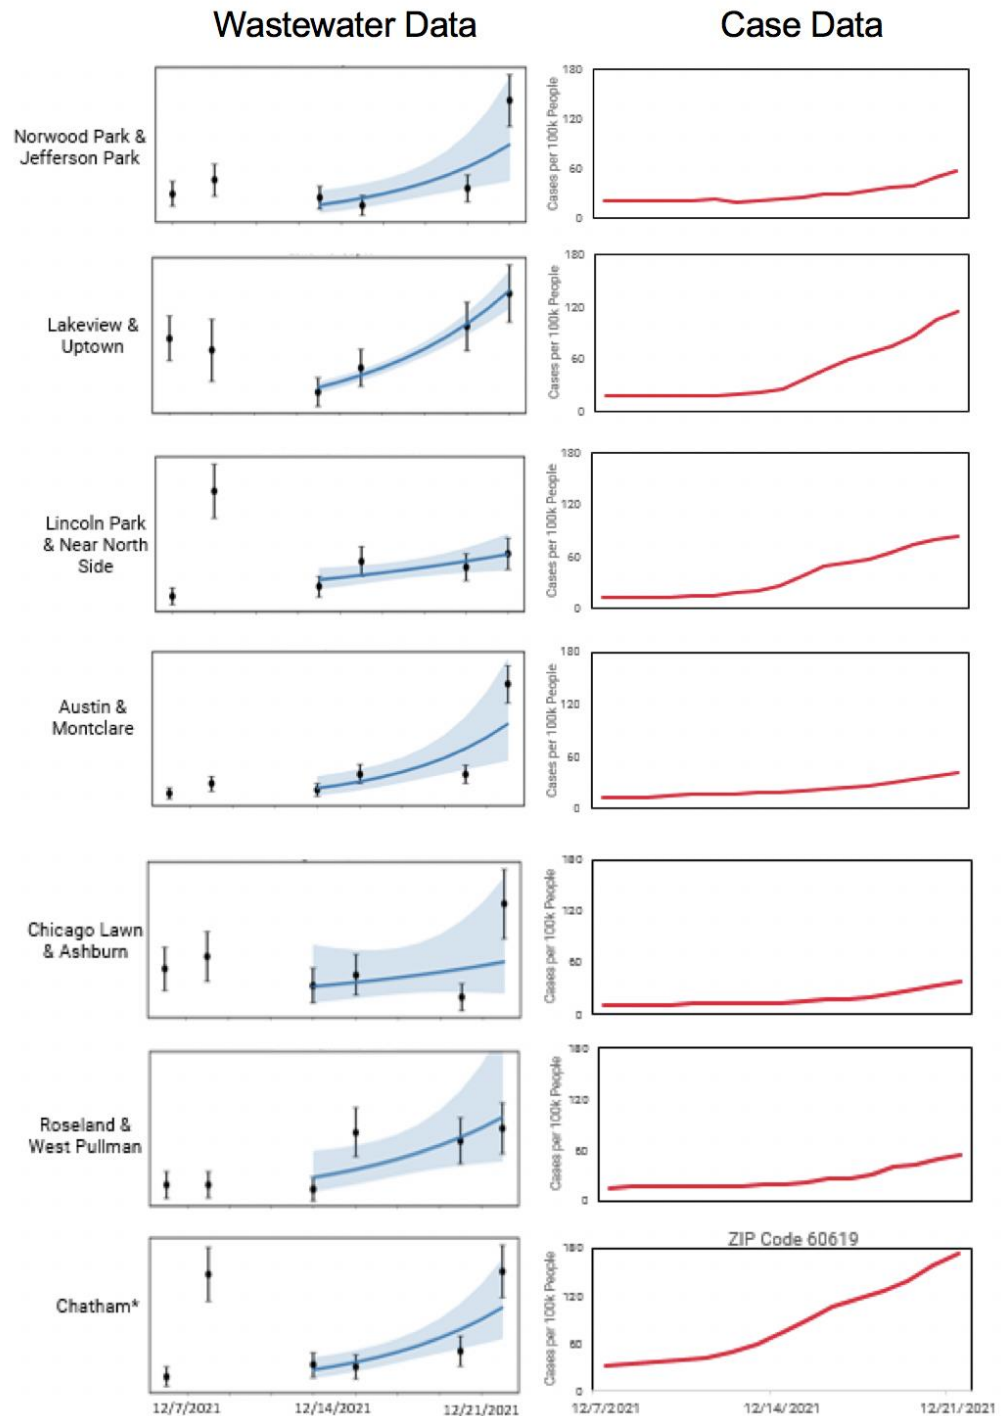 Wastewater Data
Case Data
Norwood Park &
Jefferson Park
Cases per 100k People
180
120
60
0
Lakeview &
Uptown
Cases per 100k People
180
120
60
0
Lincoln Park
& Near North
Side
Cases per 100k People
180
120
60
0
Austin &
Montclare
Cases per 100k People
180
120
60
0
Chicago Lawn
& Ashburn
Cases per 100k People
180
120
60
0
Roseland &
West Pullman
Cases per 100k People
180
120
60
0
Chatham*
ZIP Code 60619
Cases per 100k People
180
120
60
0
12/7/2021
12/14/2021
12/21/2021
12/7/2021
12/14/2021
12/21/2021